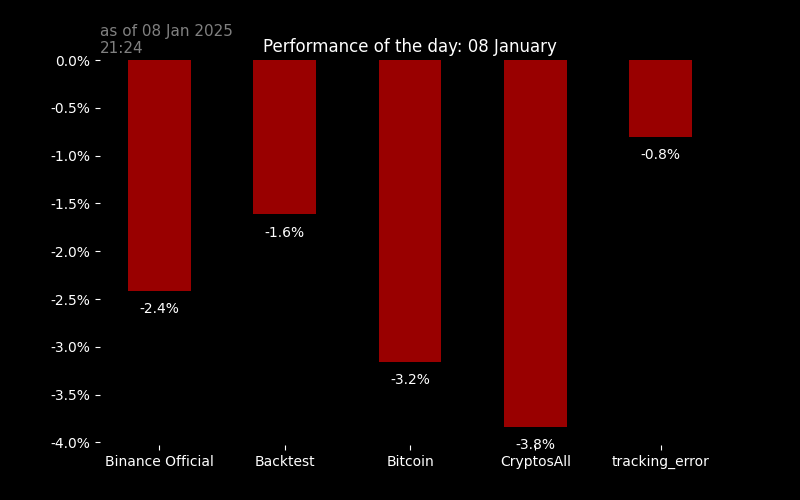 as of 08 Jan 2025
21:24
Performance of the day: 08 January
0.0%
-0.5%
-1.0%
-1.5%
-2.0%
-2.5%
-3.0%
-3.5%
-4.0%
-2.4%
-1.6%
-3.2%
-3.8%
-0.8%
Binance Official
Backtest
Bitcoin
CryptosAll
tracking_error